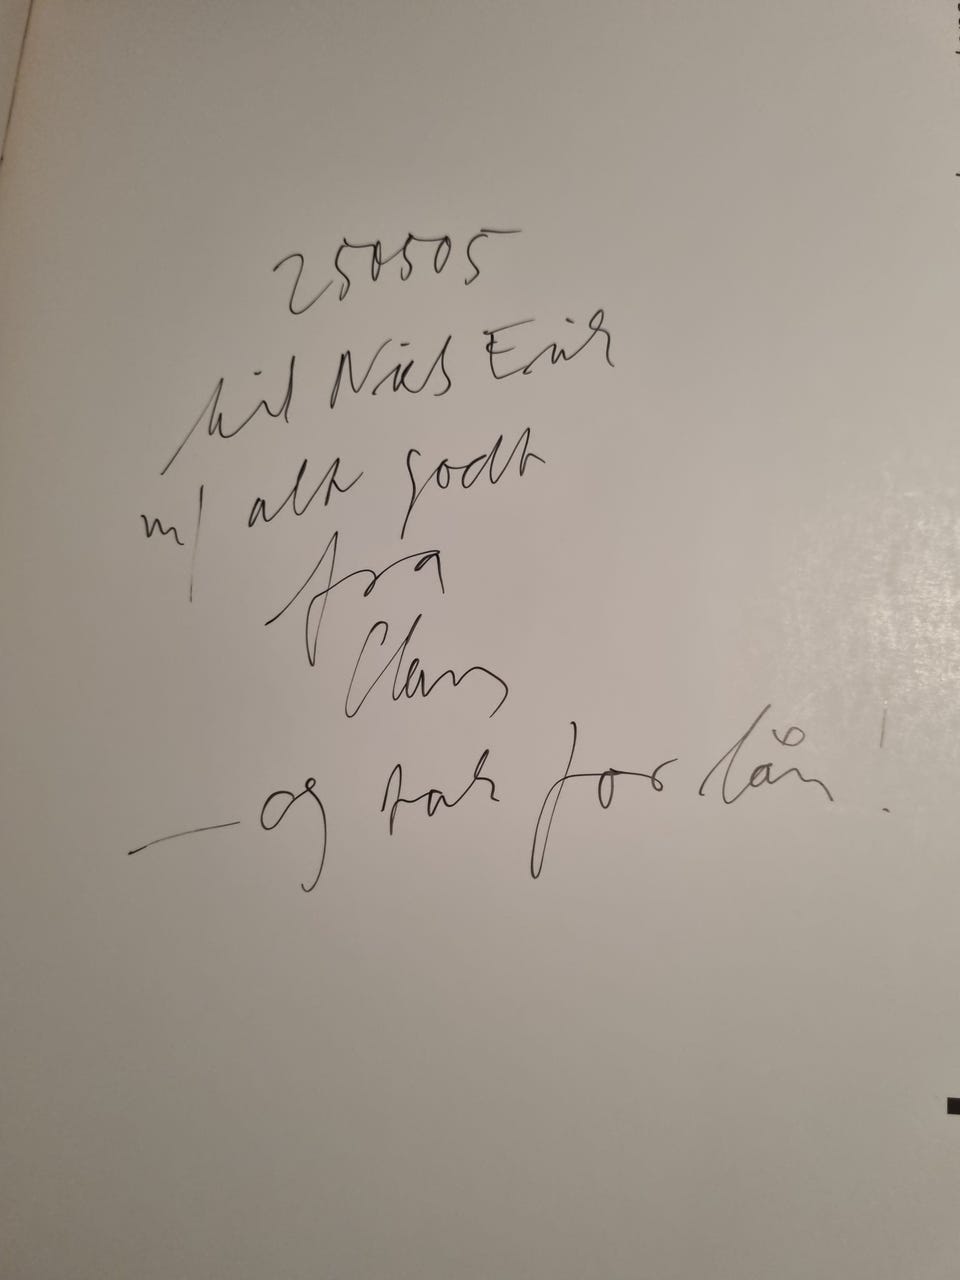 250505
til Niels Erik
m/ alt godt
fra
Claus
— og tak for lån!